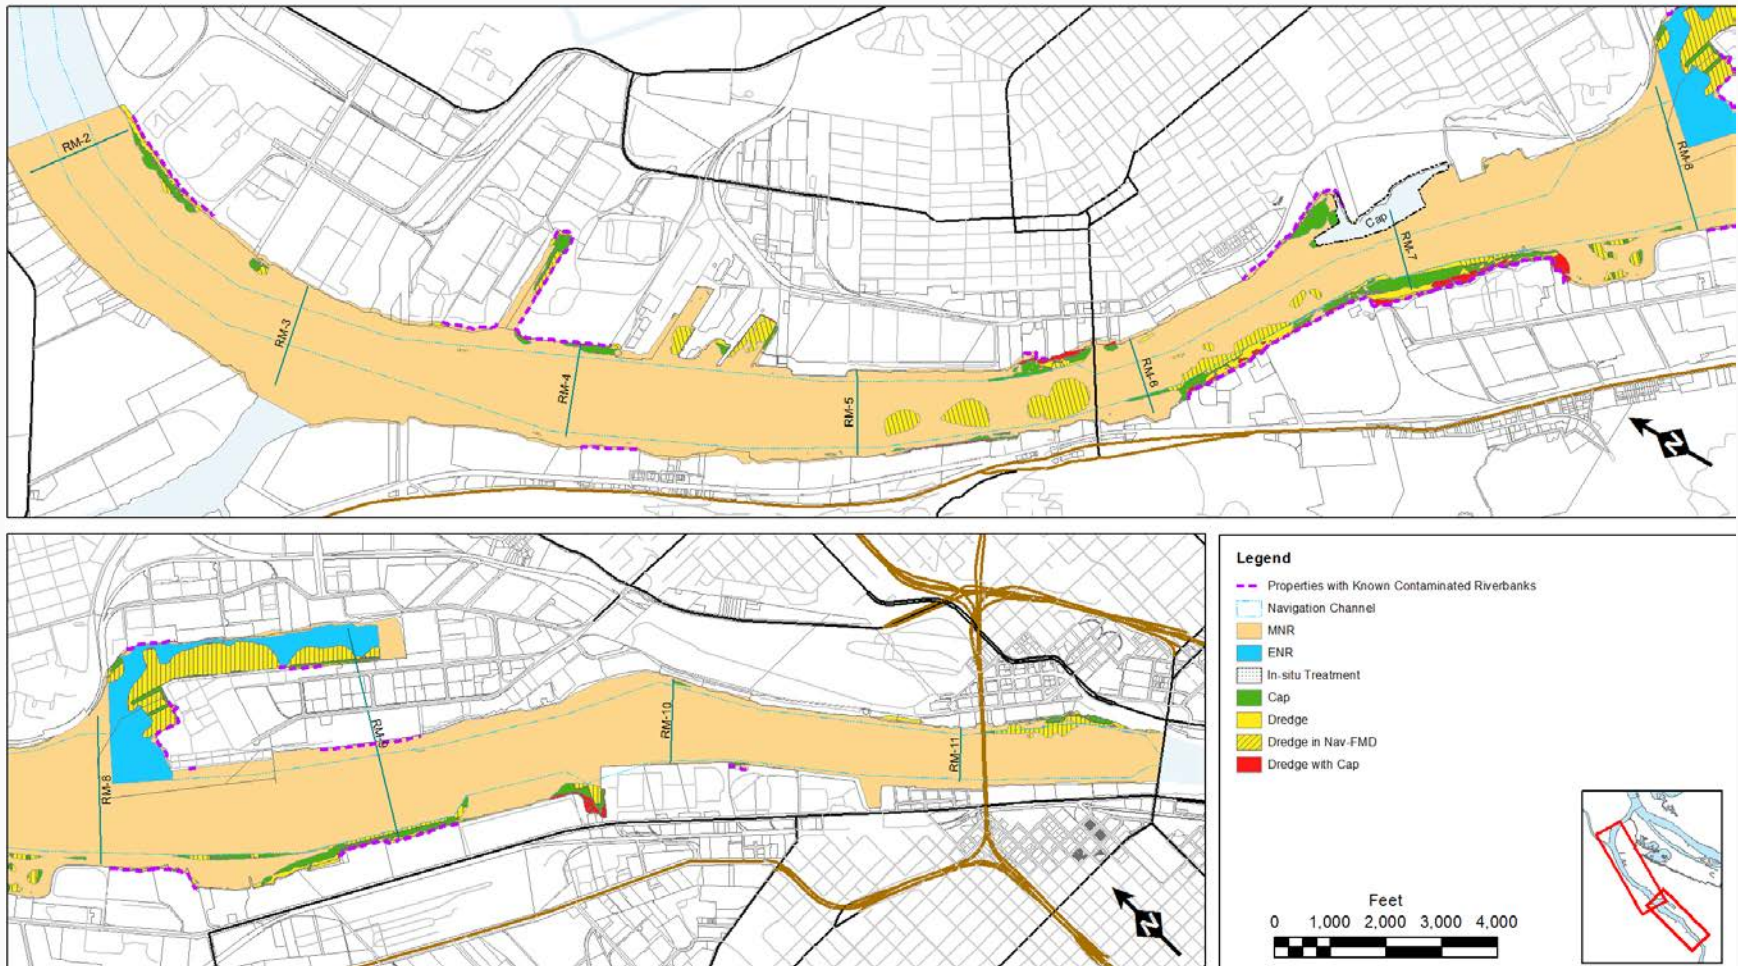 RM-2
RM-3
RM-4
RM-5
RM-6
RM-7
Cap
RM-8
N
RM-8
RM-9
RM-10
RM-11
N
Legend
Properties with Known Contaminated Riverbanks
Navigation Channel
MNR
ENR
In-situ Treatment
Cap
Dredge
Dredge in Nav-FMD
Dredge with Cap
Feet
0 1,000 2,000 3,000 4,000